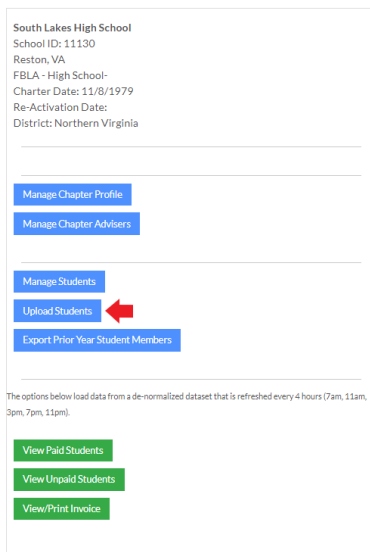 South Lakes High School
School ID: 11130
Reston, VA
FBLA - High School-
Charter Date: 11/8/1979
Re-Activation Date:
District: Northern Virginia
Manage Chapter Profile
Manage Chapter Advisers
Manage Students
Upload Students
Export Prior Year Student Members
The options below load data from a de-normalized dataset that is refreshed every 4 hours (7am, 11am,
3pm, 7pm, 11pm).
View Paid Students
View Unpaid Students
View/Print Invoice